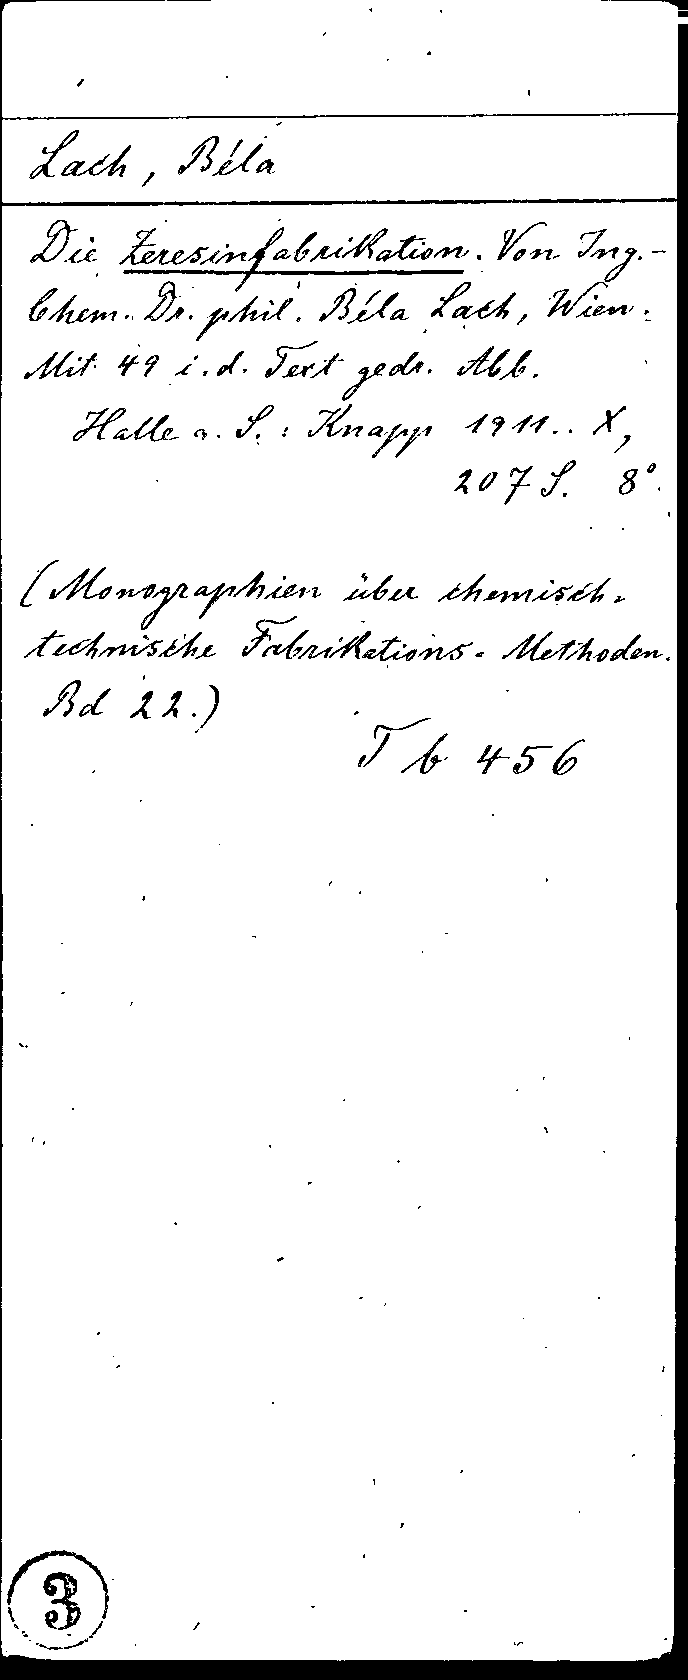 Lach, Béla
Die Zeresinfabrikation. Von Ing.-
Chem. Dr. phil. Béla Lach, Wien.
Mit 49 i. d. Text gedr. Abb.
Halle a. S.: Knapp 1911.. X,
207 S. 8°.
(Monographien über chemisch-
technische Fabrikations-Methoden.
Bd 22.)
T b 456
3